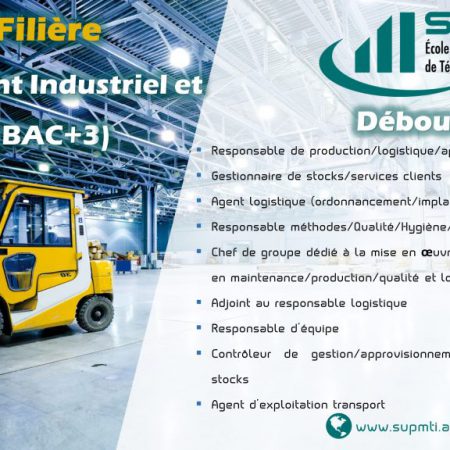 Filière
nt Industriel et
BAC+3)
S
École
de Té
Débou
Responsable de production/logistique/ap
Gestionnaire de stocks/services clients
Agent logistique (ordonnancement/impla
Responsable méthodes/Qualité/Hygiène/
Chef de groupe dédié à la mise en œuvr
en maintenance/production/qualité et lo
Adjoint au responsable logistique
Responsable d'équipe
Contrôleur de gestion/approvisionnem
stocks
Agent d'exploitation transport
www.supmti.a